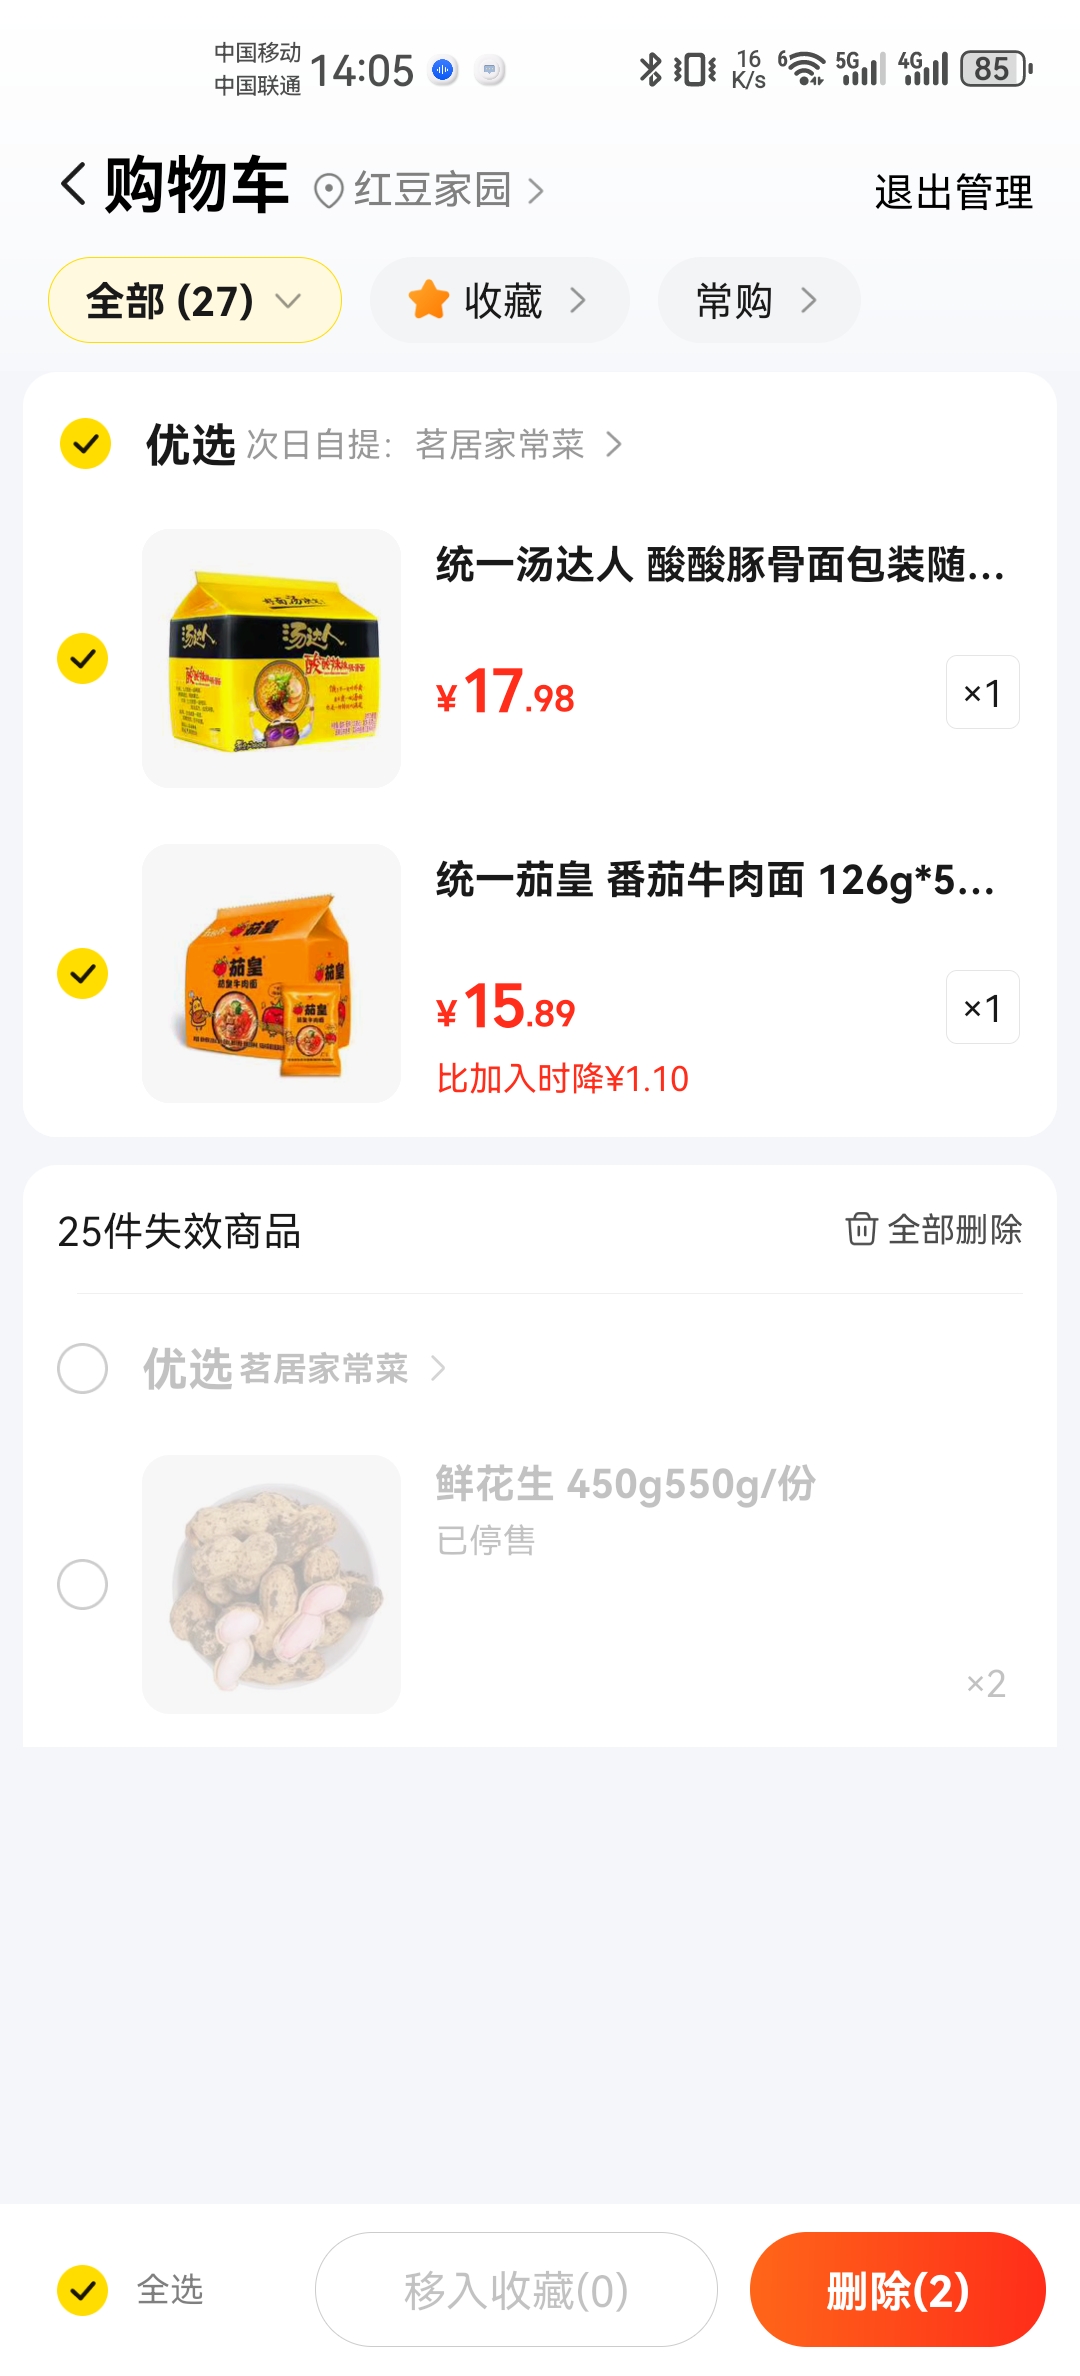 中国移动
中国联通
14:05
16
K/s
6
5G
4G
85
购物车
红豆家园
退出管理
全部 (27)
收藏
常购
优选 次日自提： 茗居家常菜
统一汤达人 酸酸豚骨面包装随...
汤达人
¥17.98
×1
统一茄皇 番茄牛肉面 126g*5...
茄皇
¥15.89
×1
比加入时降¥1.10
25件失效商品
全部删除
优选 茗居家常菜
鲜花生 450g550g/份
已停售
×2
全选
移入收藏(0)
删除(2)